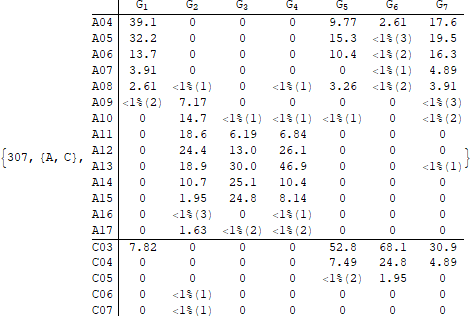 G1 G2 G3 G4 G5 G6 G7
A04 39.1 0 0 0 9.77 2.61 17.6
A05 32.2 0 0 0 15.3 <1%(3) 19.5
A06 13.7 0 0 0 10.4 <1%(2) 16.3
A07 3.91 0 0 0 0 <1%(1) 4.89
A08 2.61 <1%(1) 0 <1%(1) 3.26 <1%(2) 3.91
A09 <1%(2) 7.17 0 0 0 0 <1%(3)
A10 0 14.7 <1%(1) <1%(1) <1%(1) 0 <1%(2)
A11 0 18.6 6.19 6.84 0 0 0
A12 0 24.4 13.0 26.1 0 0 0
{307, {A, C}, A13 0 18.9 30.0 46.9 0 0 <1%(1) }
A14 0 10.7 25.1 10.4 0 0 0
A15 0 1.95 24.8 8.14 0 0 0
A16 0 <1%(3) 0 <1%(1) 0 0 0
A17 0 1.63 <1%(2) <1%(2) 0 0 0
C03 7.82 0 0 0 52.8 68.1 30.9
C04 0 0 0 0 7.49 24.8 4.89
C05 0 0 0 0 <1%(2) 1.95 0
C06 0 <1%(1) 0 0 0 0 0
C07 0 <1%(1) 0 0 0 0 0